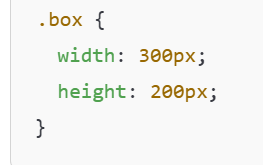 .box {
  width: 300px;
  height: 200px;
}